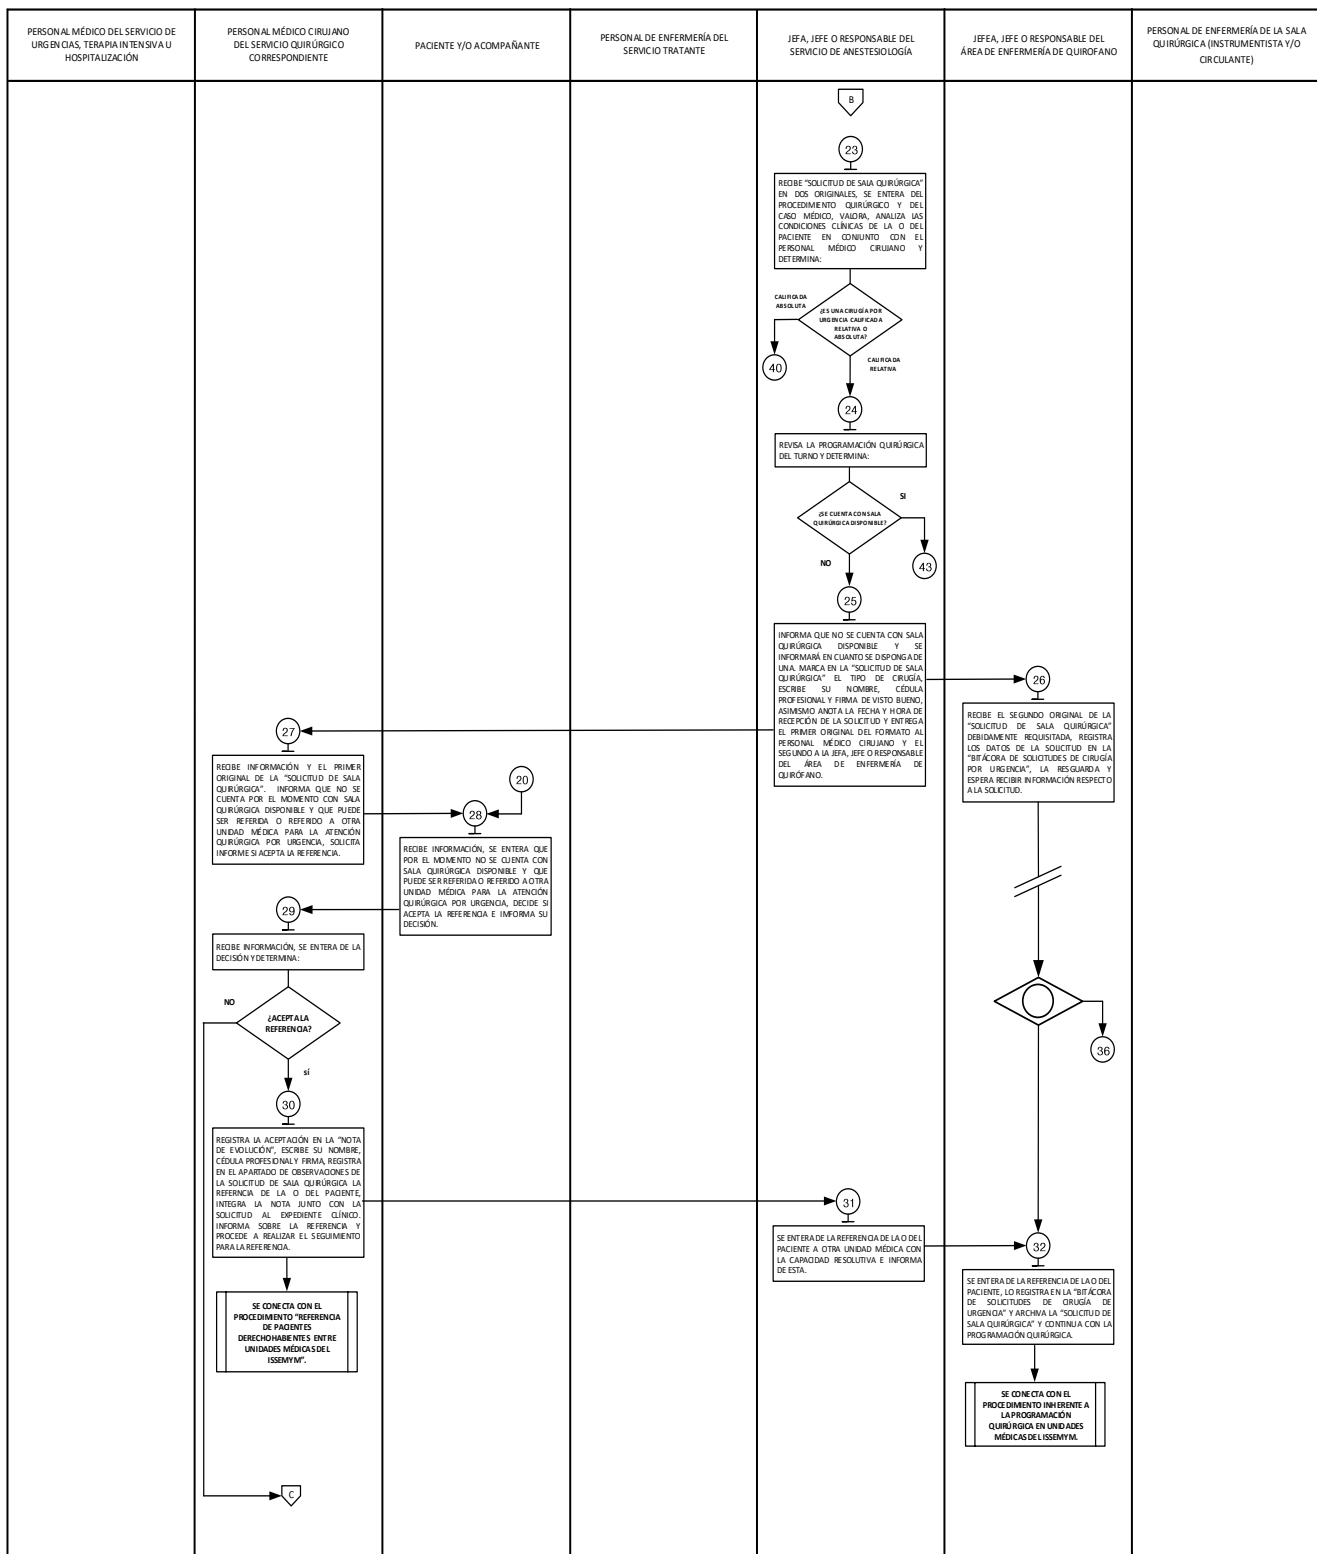 PERSONAL MÉDICO DEL SERVICIO DE
URGENCIAS, TERAPIA INTENSIVA U
HOSPITALIZACIÓN
PERSONAL MÉDICO CIRUJANO
DEL SERVICIO QUIRÚRGICO
CORRESPONDIENTE
PACIENTE Y/O ACOMPAÑANTE
PERSONAL DE ENFERMERÍA DEL
SERVICIO TRATANTE
JEFA, JEFE O RESPONSABLE DEL
SERVICIO DE ANESTESIOLOGÍA
JEFEA, JEFE O RESPONSABLE DEL
ÁREA DE ENFERMERÍA DE QUIROFANO
PERSONAL DE ENFERMERÍA DE LA SALA
QUIRÚRGICA (INSTRUMENTISTA Y/O
CIRCULANTE)
B
23
RECIBE "SOLICITUD DE SALA QUIRÚRGICA"
EN DOS ORIGINALES, SE ENTERA DEL
PROCEDIMIENTO QUIRÚRGICO Y DEL
CASO MÉDICO, VALORA, ANALIZA LAS
CONDICIONES CLÍNICAS DE LA O DEL
PACIENTE EN CONJUNTO CON EL
PERSONAL MÉDICO CIRUJANO Y
DETERMINA:
CALIFICADA
ABSOLUTA
¿ES UNA CIRUGÍA POR
URGENCIA CALIFICADA
RELATIVA O
ABSOLUTA?
40
CALIFICADA
RELATIVA
24
REVISA LA PROGRAMACIÓN QUIRÚRGICA
DEL TURNO Y DETERMINA:
SI
¿SE CUENTA CON SALA
QUIRÚRGICA DISPONIBLE?
NO
43
25
INFORMA QUE NO SE CUENTA CON SALA
QUIRÚRGICA DISPONIBLE Y SE
INFORMARÁ EN CUANTO SE DISPONGA DE
UNA. MARCA EN LA "SOLICITUD DE SALA
QUIRÚRGICA" EL TIPO DE CIRUGÍA,
ESCRIBE SU NOMBRE, CÉDULA
PROFESIONAL Y FIRMA DE VISTO BUENO,
ASIMISMO ANOTA LA FECHA Y HORA DE
RECEPCIÓN DE LA SOLICITUD Y ENTREGA
EL PRIMER ORIGINAL DEL FORMATO AL
PERSONAL MÉDICO CIRUJANO Y EL
SEGUNDO A LA JEFA, JEFE O RESPONSABLE
DEL ÁREA DE ENFERMERÍA DE
QUIRÓFANO.
26
RECIBE EL SEGUNDO ORIGINAL DE LA
"SOLICITUD DE SALA QUIRÚRGICA"
DEBIDAMENTE REQUISITADA, REGISTRA
LOS DATOS DE LA SOLICITUD EN LA
"BITÁCORA DE SOLICITUDES DE CIRUGÍA
POR URGENCIA", LA RESGUARDA Y
ESPERA RECIBIR INFORMACIÓN RESPECTO
A LA SOLICITUD.
27
RECIBE INFORMACIÓN Y EL PRIMER
ORIGINAL DE LA "SOLICITUD DE SALA
QUIRÚRGICA". INFORMA QUE NO SE
CUENTA POR EL MOMENTO CON SALA
QUIRÚRGICA DISPONIBLE Y QUE PUEDE
SER REFERIDA O REFERIDO A OTRA
UNIDAD MÉDICA PARA LA ATENCIÓN
QUIRÚRGICA POR URGENCIA, SOLICITA
INFORME SI ACEPTA LA REFERENCIA.
20
28
RECIBE INFORMACIÓN, SE ENTERA QUE
POR EL MOMENTO NO SE CUENTA CON
SALA QUIRÚRGICA DISPONIBLE Y QUE
PUEDE SER REFERIDA O REFERIDO A OTRA
UNIDAD MÉDICA PARA LA ATENCIÓN
QUIRÚRGICA POR URGENCIA, DECIDE SI
ACEPTA LA REFERENCIA E IMFORMA SU
DECISIÓN.
29
RECIBE INFORMACIÓN, SE ENTERA DE LA
DECISIÓN Y DETERMINA:
NO
¿ACEPTA LA
REFERENCIA?
sí
36
30
REGISTRA LA ACEPTACIÓN EN LA "NOTA
DE EVOLUCIÓN", ESCRIBE SU NOMBRE,
CÉDULA PROFESIONAL Y FIRMA, REGISTRA
EN EL APARTADO DE OBSERVACIONES DE
LA SOLICITUD DE SALA QUIRÚRGICA LA
REFERNCIA DE LA O DEL PACIENTE,
INTEGRA LA NOTA JUNTO CON LA
SOLICITUD AL EXPEDIENTE CLÍNICO.
INFORMA SOBRE LA REFERENCIA Y
PROCEDE A REALIZAR EL SEGUIMIENTO
PARA LA REFERENCIA.
31
SE ENTERA DE LA REFERENCIA DE LA O DEL
PACIENTE A OTRA UNIDAD MÉDICA CON
LA CAPACIDAD RESOLUTIVA E INFORMA
DE ESTA.
32
SE ENTERA DE LA REFERENCIA DE LA O DEL
PACIENTE, LO REGISTRA EN LA "BITÁCORA
DE SOLICITUDES DE CIRUGÍA DE
URGENCIA" Y ARCHIVA LA "SOLICITUD DE
SALA QUIRÚRGICA" Y CONTINUA CON LA
PROGRAMACIÓN QUIRÚRGICA.
SE CONECTA CON EL
PROCEDIMIENTO "REFERENCIA
DE PACIENTES
DERECHOHABIENTES ENTRE
UNIDADES MÉDICAS DEL
ISSEMYM".
SE CONECTA CON EL
PROCEDIMIENTO INHERENTE A
LA PROGRAMACIÓN
QUIRÚRGICA EN UNIDADES
MÉDICAS DEL ISSEMYM.
C